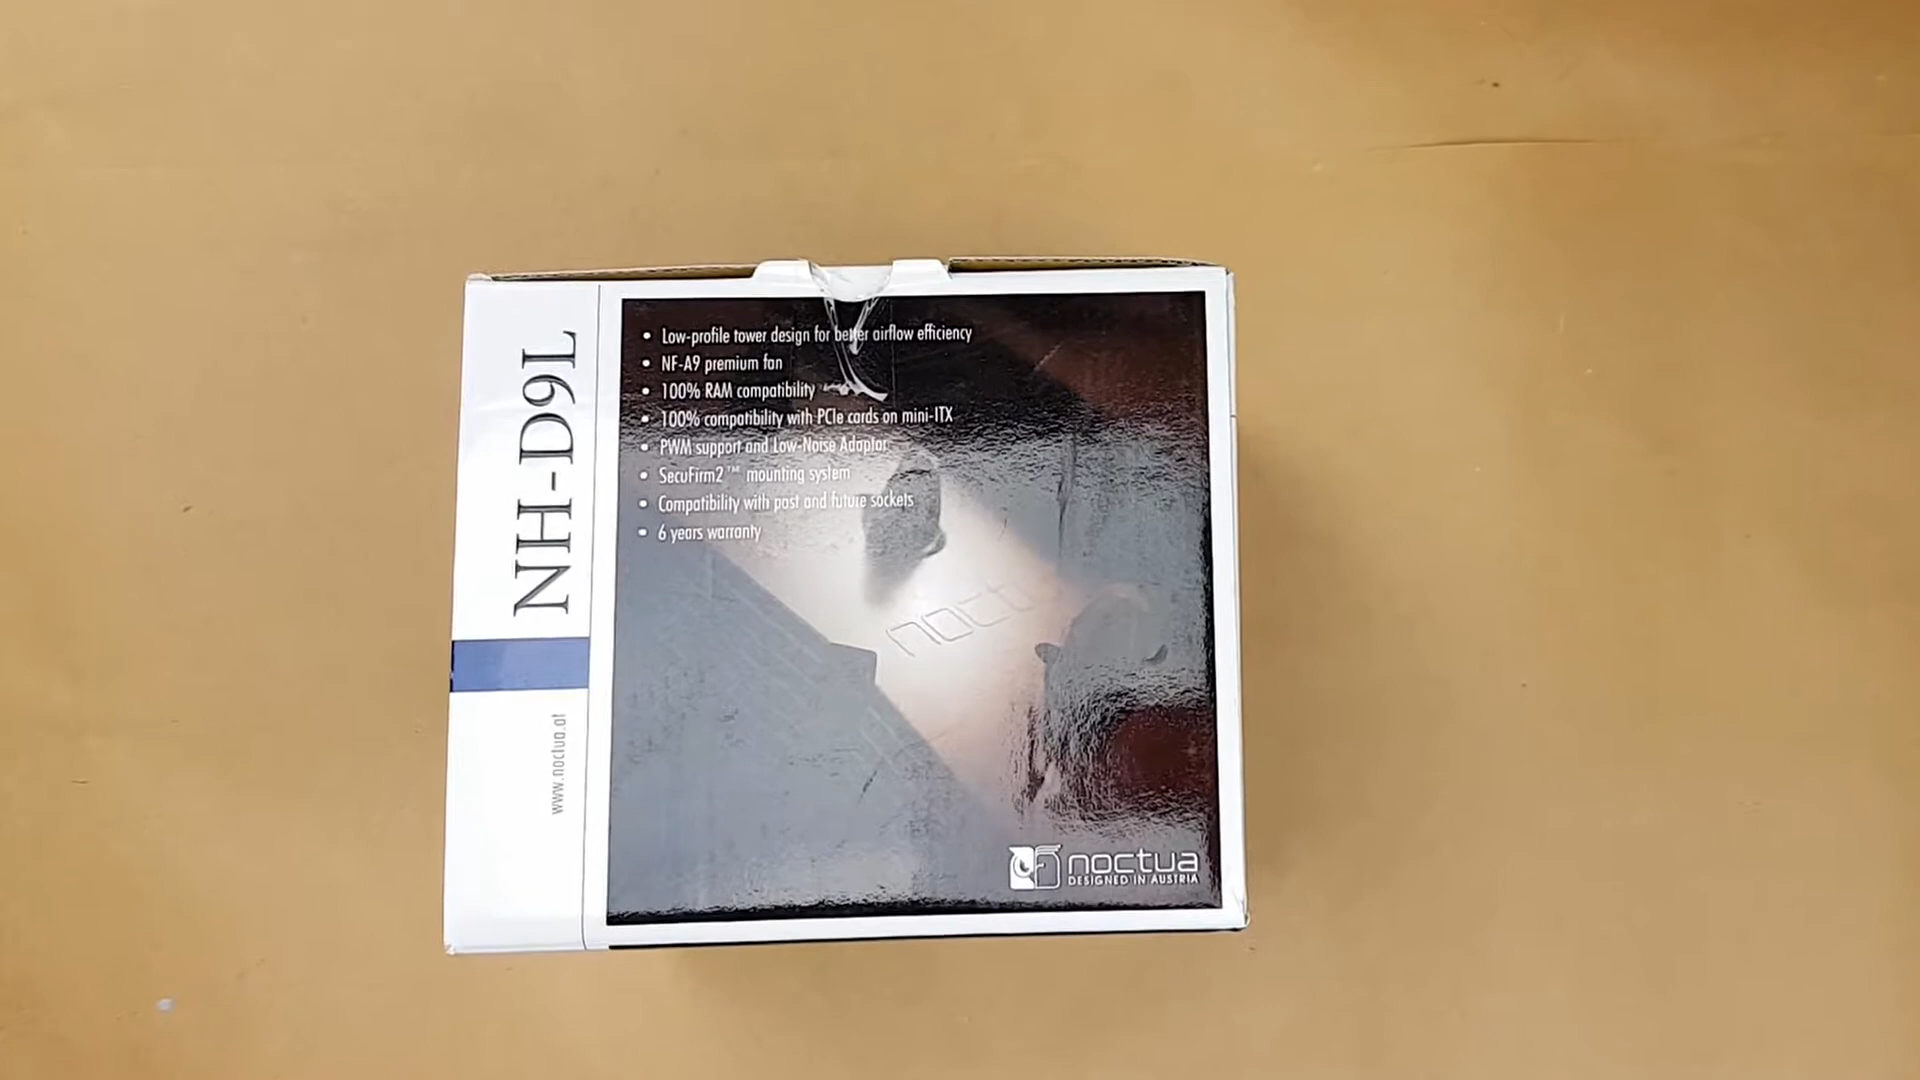 NH-D9L
www.noctua.at
• Low-profile tower design for better airflow efficiency
• NF-A9 premium fan
• 100% RAM compatibility
• 100% compatibility with PCIe cards on mini-ITX
• PWM support and Low-Noise Adaptor
• SecuFirm2™ mounting system
• Compatibility with past and future sockets
• 6 years warranty
noctua
DESIGNED IN AUSTRIA